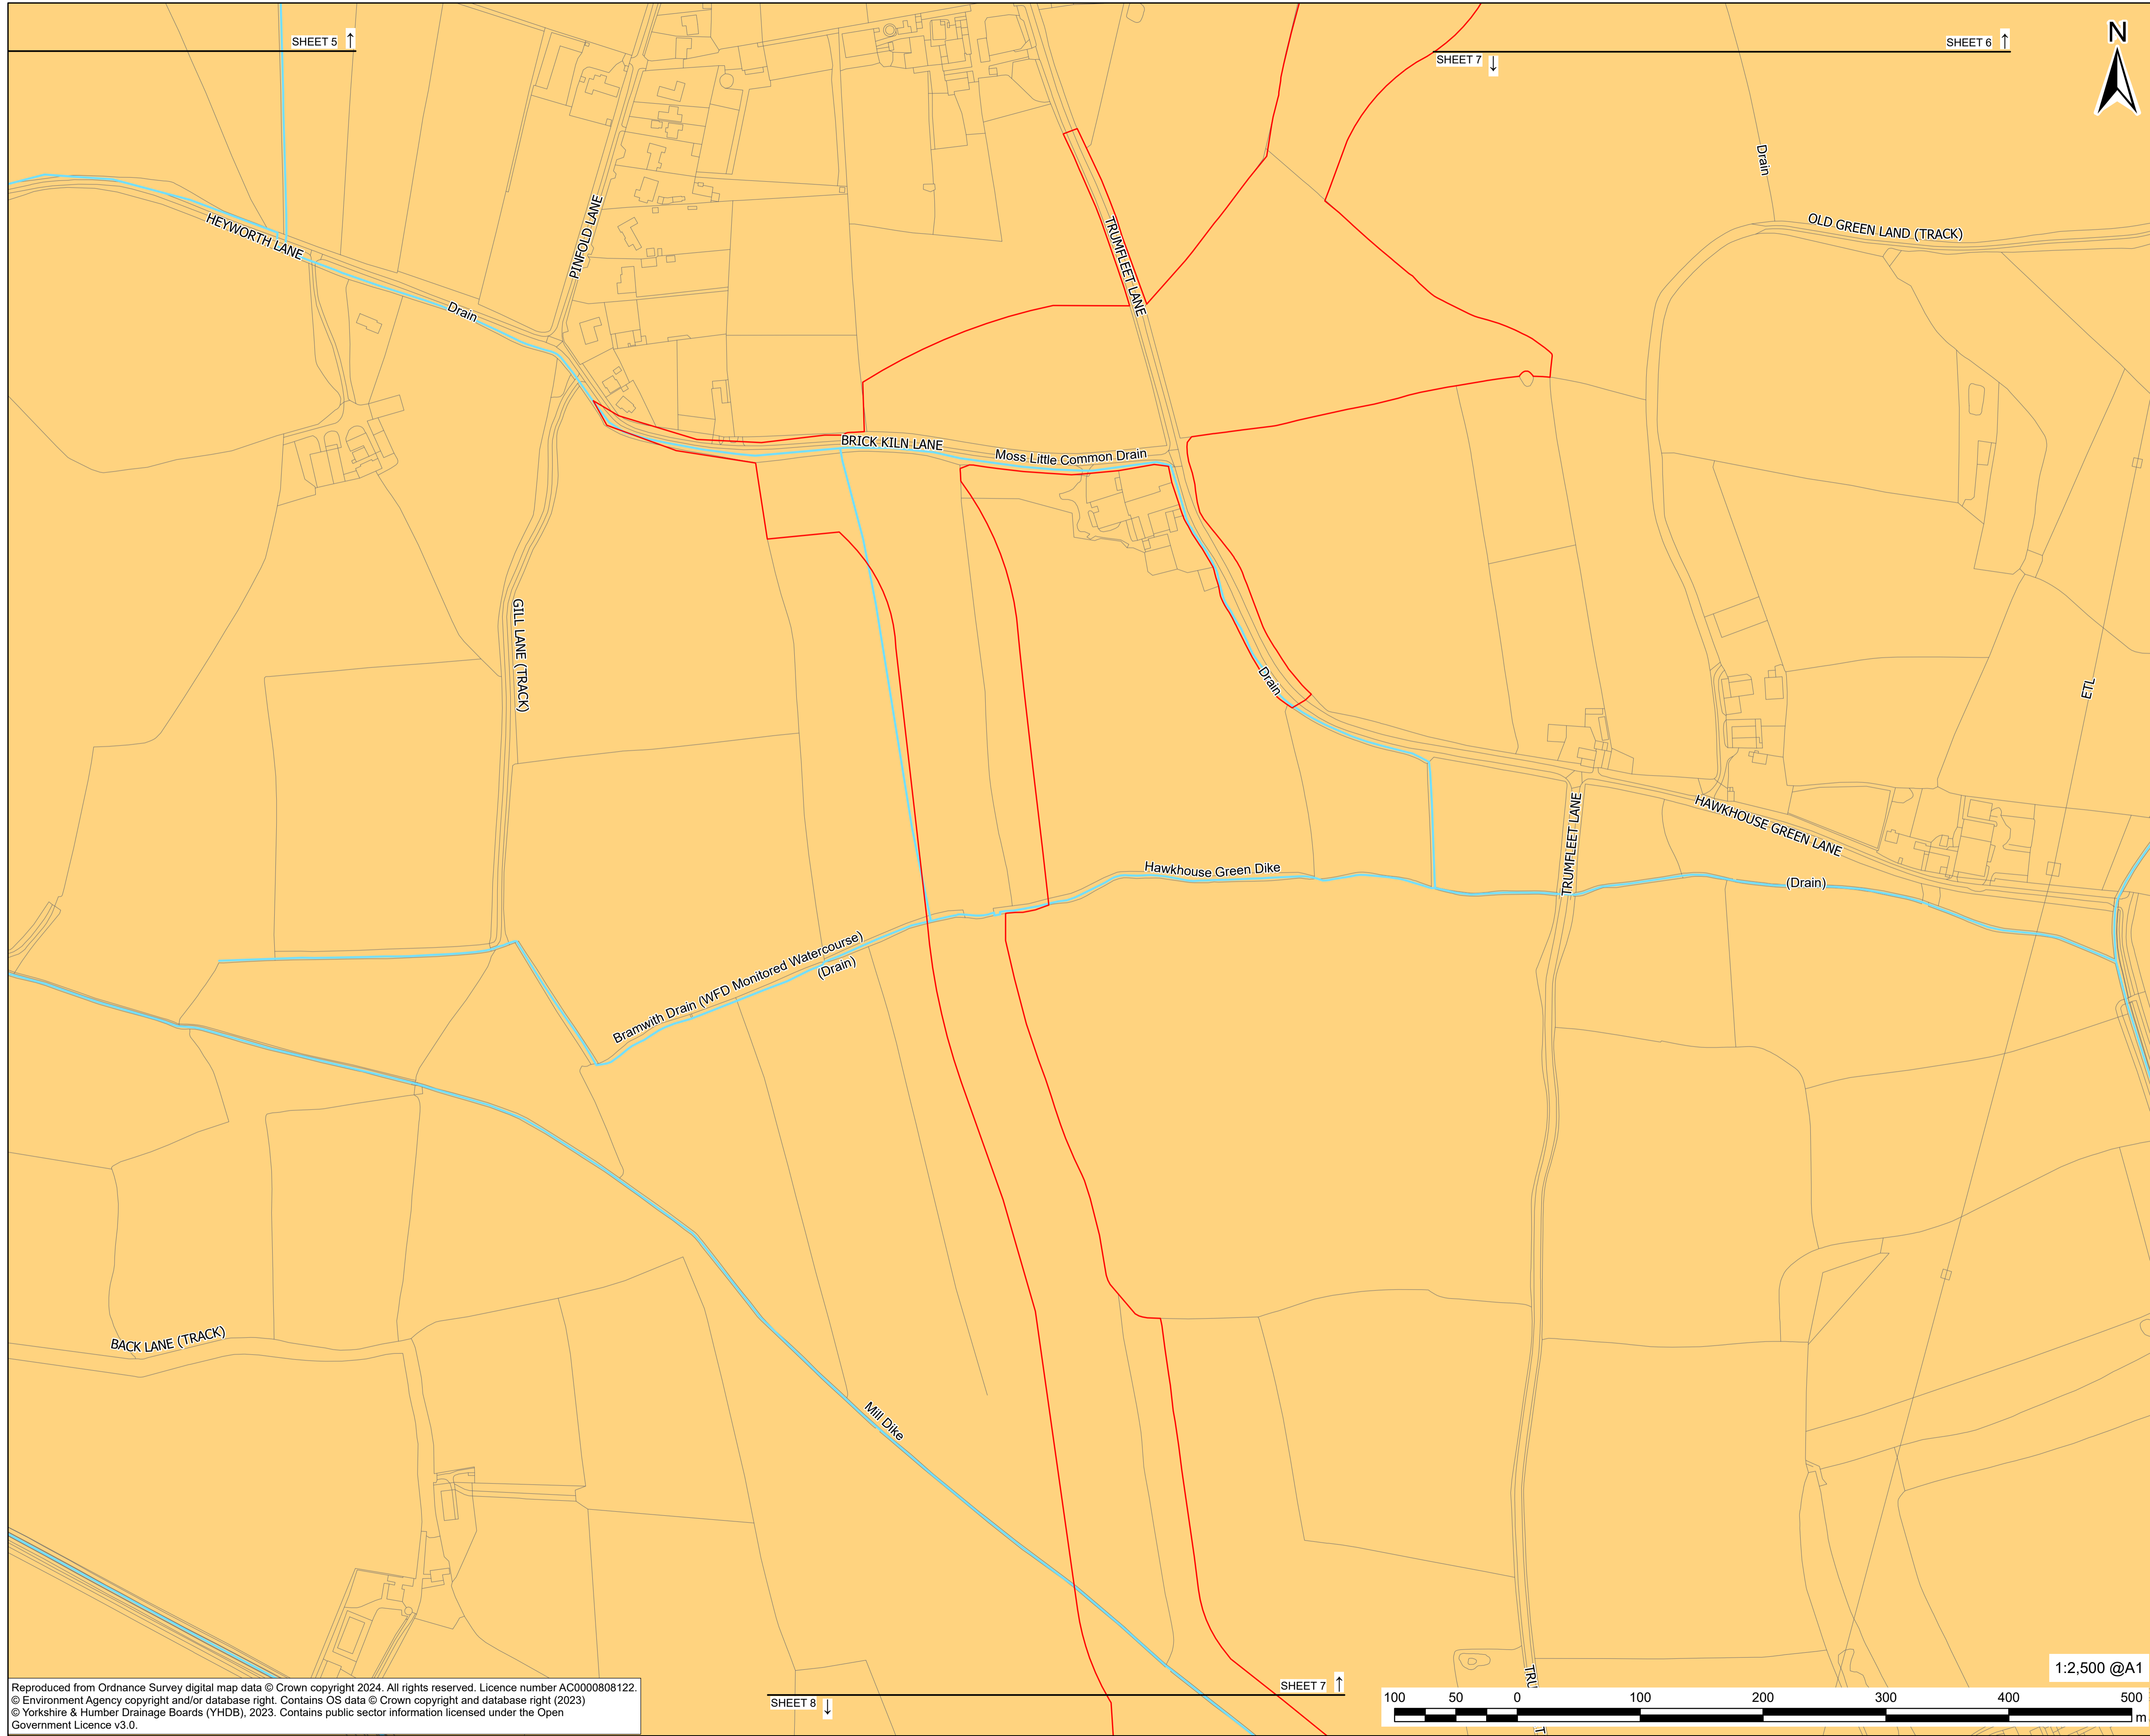 SHEET 5 ↑
SHEET 6 ↑
SHEET 7 ↓
N
Drain
OLD GREEN LAND (TRACK)
HEYWORTH LANE
PINFOLD LANE
TRUMFLEET LANE
Drain
BRICK KILN LANE
Moss Little Common Drain
GILL LANE (TRACK)
Drain
ETL
TRUMFLEET LANE
HAWKHOUSE GREEN LANE
Hawkhouse Green Dike
(Drain)
Bramwith Drain (WFD Monitored Watercourse)
(Drain)
BACK LANE (TRACK)
Mill Dike
TRU
T
1:2,500 @A1
SHEET 7 ↑
SHEET 8 ↓
100 50 0 100 200 300 400 500
m
Reproduced from Ordnance Survey digital map data © Crown copyright 2024. All rights reserved. Licence number AC0000808122.
© Environment Agency copyright and/or database right. Contains OS data © Crown copyright and database right (2023)
© Yorkshire & Humber Drainage Boards (YHDB), 2023. Contains public sector information licensed under the Open
Government Licence v3.0.